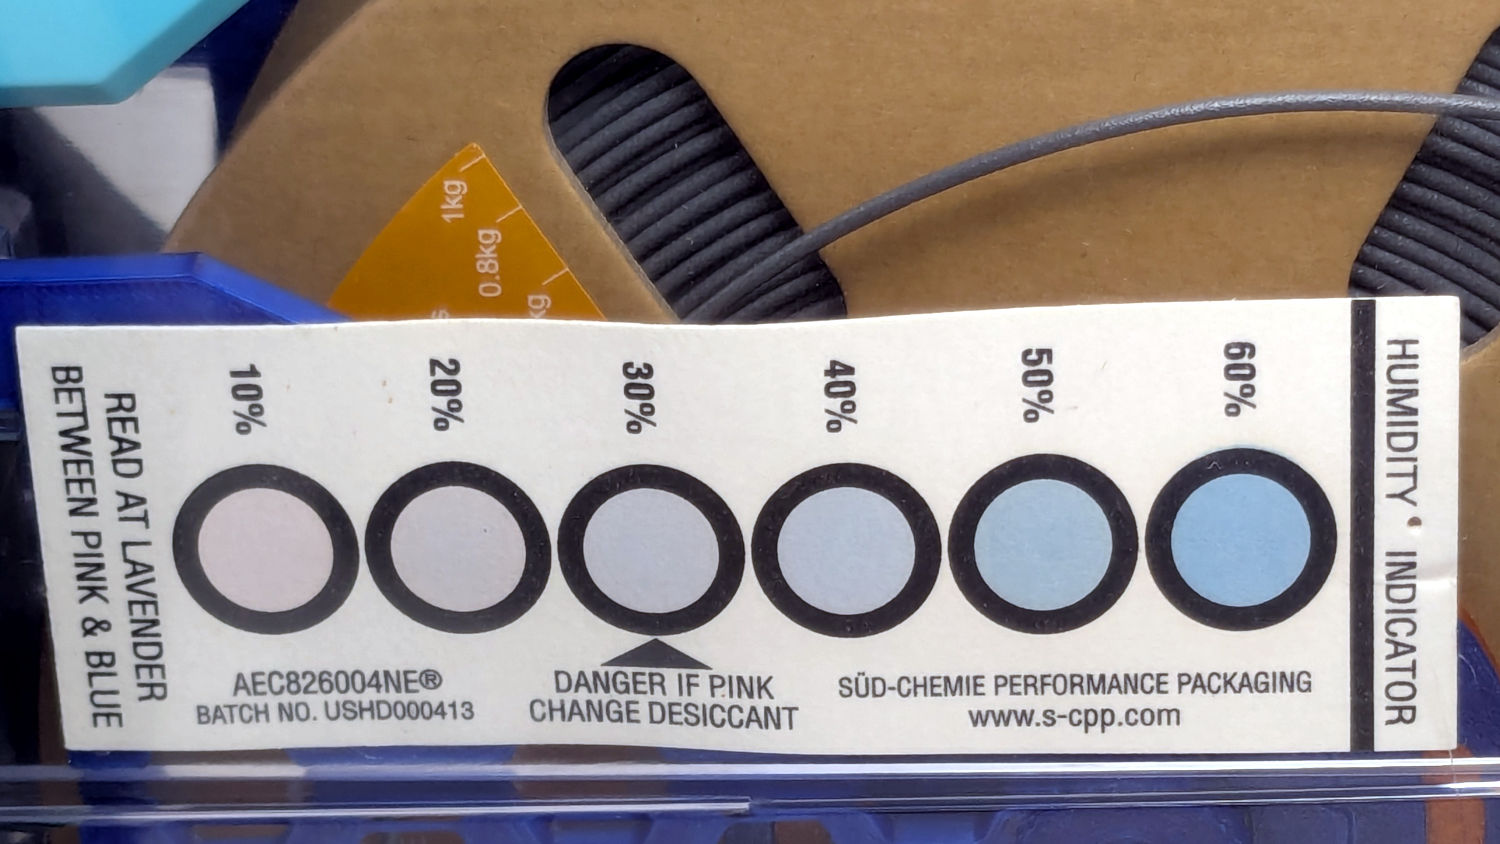 1kg
0.8kg
kg
s
10%
20%
30%
40%
50%
60%
READ AT LAVENDER
BETWEEN PINK & BLUE
AEC826004NE®
BATCH NO. USHD000413
DANGER IF PINK
CHANGE DESICCANT
SÜD-CHEMIE PERFORMANCE PACKAGING
www.s-cpp.com
HUMIDITY INDICATOR